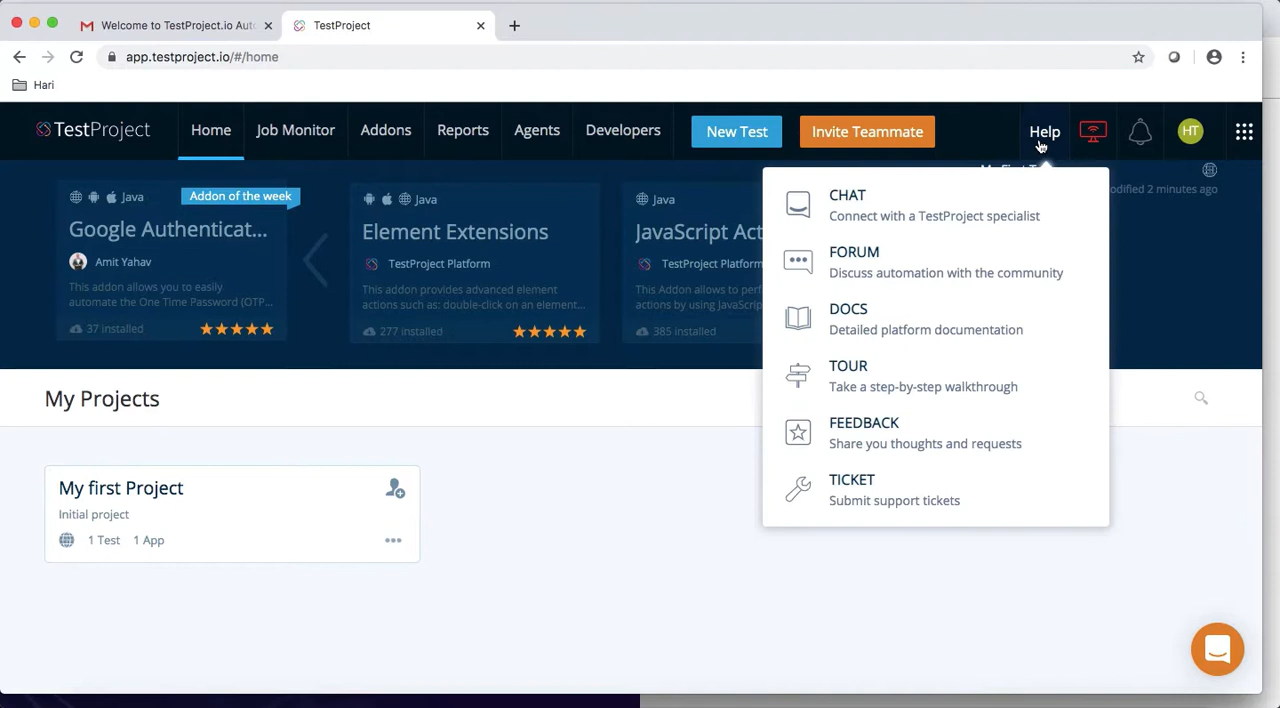 Welcome to TestProject.io Auto
TestProject
app.testproject.io/#/home
Hari
TestProject
Home
Job Monitor
Addons
Reports
Agents
Developers
New Test
Invite Teammate
Help
HT
Java
Addon of the week
Google Authenticat...
Amit Yahav
This addon allows you to easily
automate the One Time Password (OTP...
37 installed
Java
Element Extensions
TestProject Platform
This addon provides advanced element
actions such as: double-click on an element...
277 installed
Java
JavaScript Act
TestProject Platform
This Addon allows to perfo
actions by using JavaScrip
385 installed
My First T
odified 2 minutes ago
CHAT
Connect with a TestProject specialist
FORUM
Discuss automation with the community
DOCS
Detailed platform documentation
TOUR
Take a step-by-step walkthrough
FEEDBACK
Share you thoughts and requests
TICKET
Submit support tickets
My Projects
My first Project
Initial project
1 Test 1 App